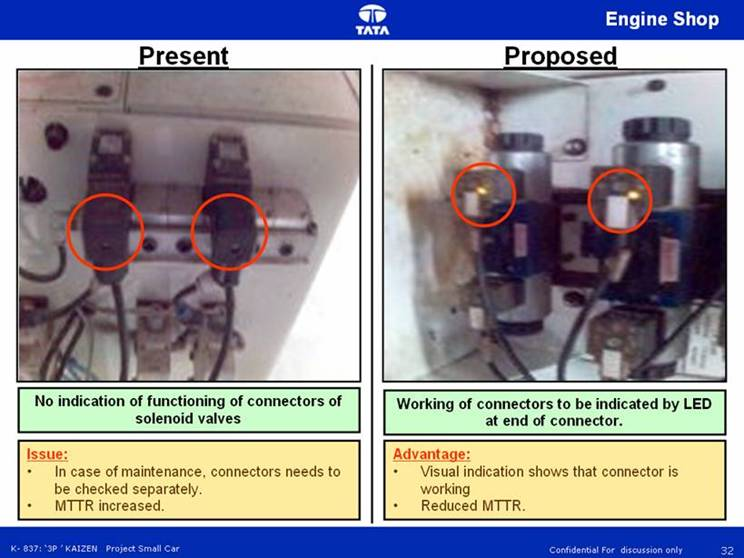 TATA
Engine Shop
Present
Proposed
No indication of functioning of connectors of
solenoid valves
Working of connectors to be indicated by LED
at end of connector.
Issue:
• In case of maintenance, connectors needs to
be checked separately.
• MTTR increased.
Advantage:
• Visual indication shows that connector is
working
• Reduced MTTR.
K- 837: '3P ' KAIZEN Project Small Car
Confidential For discussion only
32